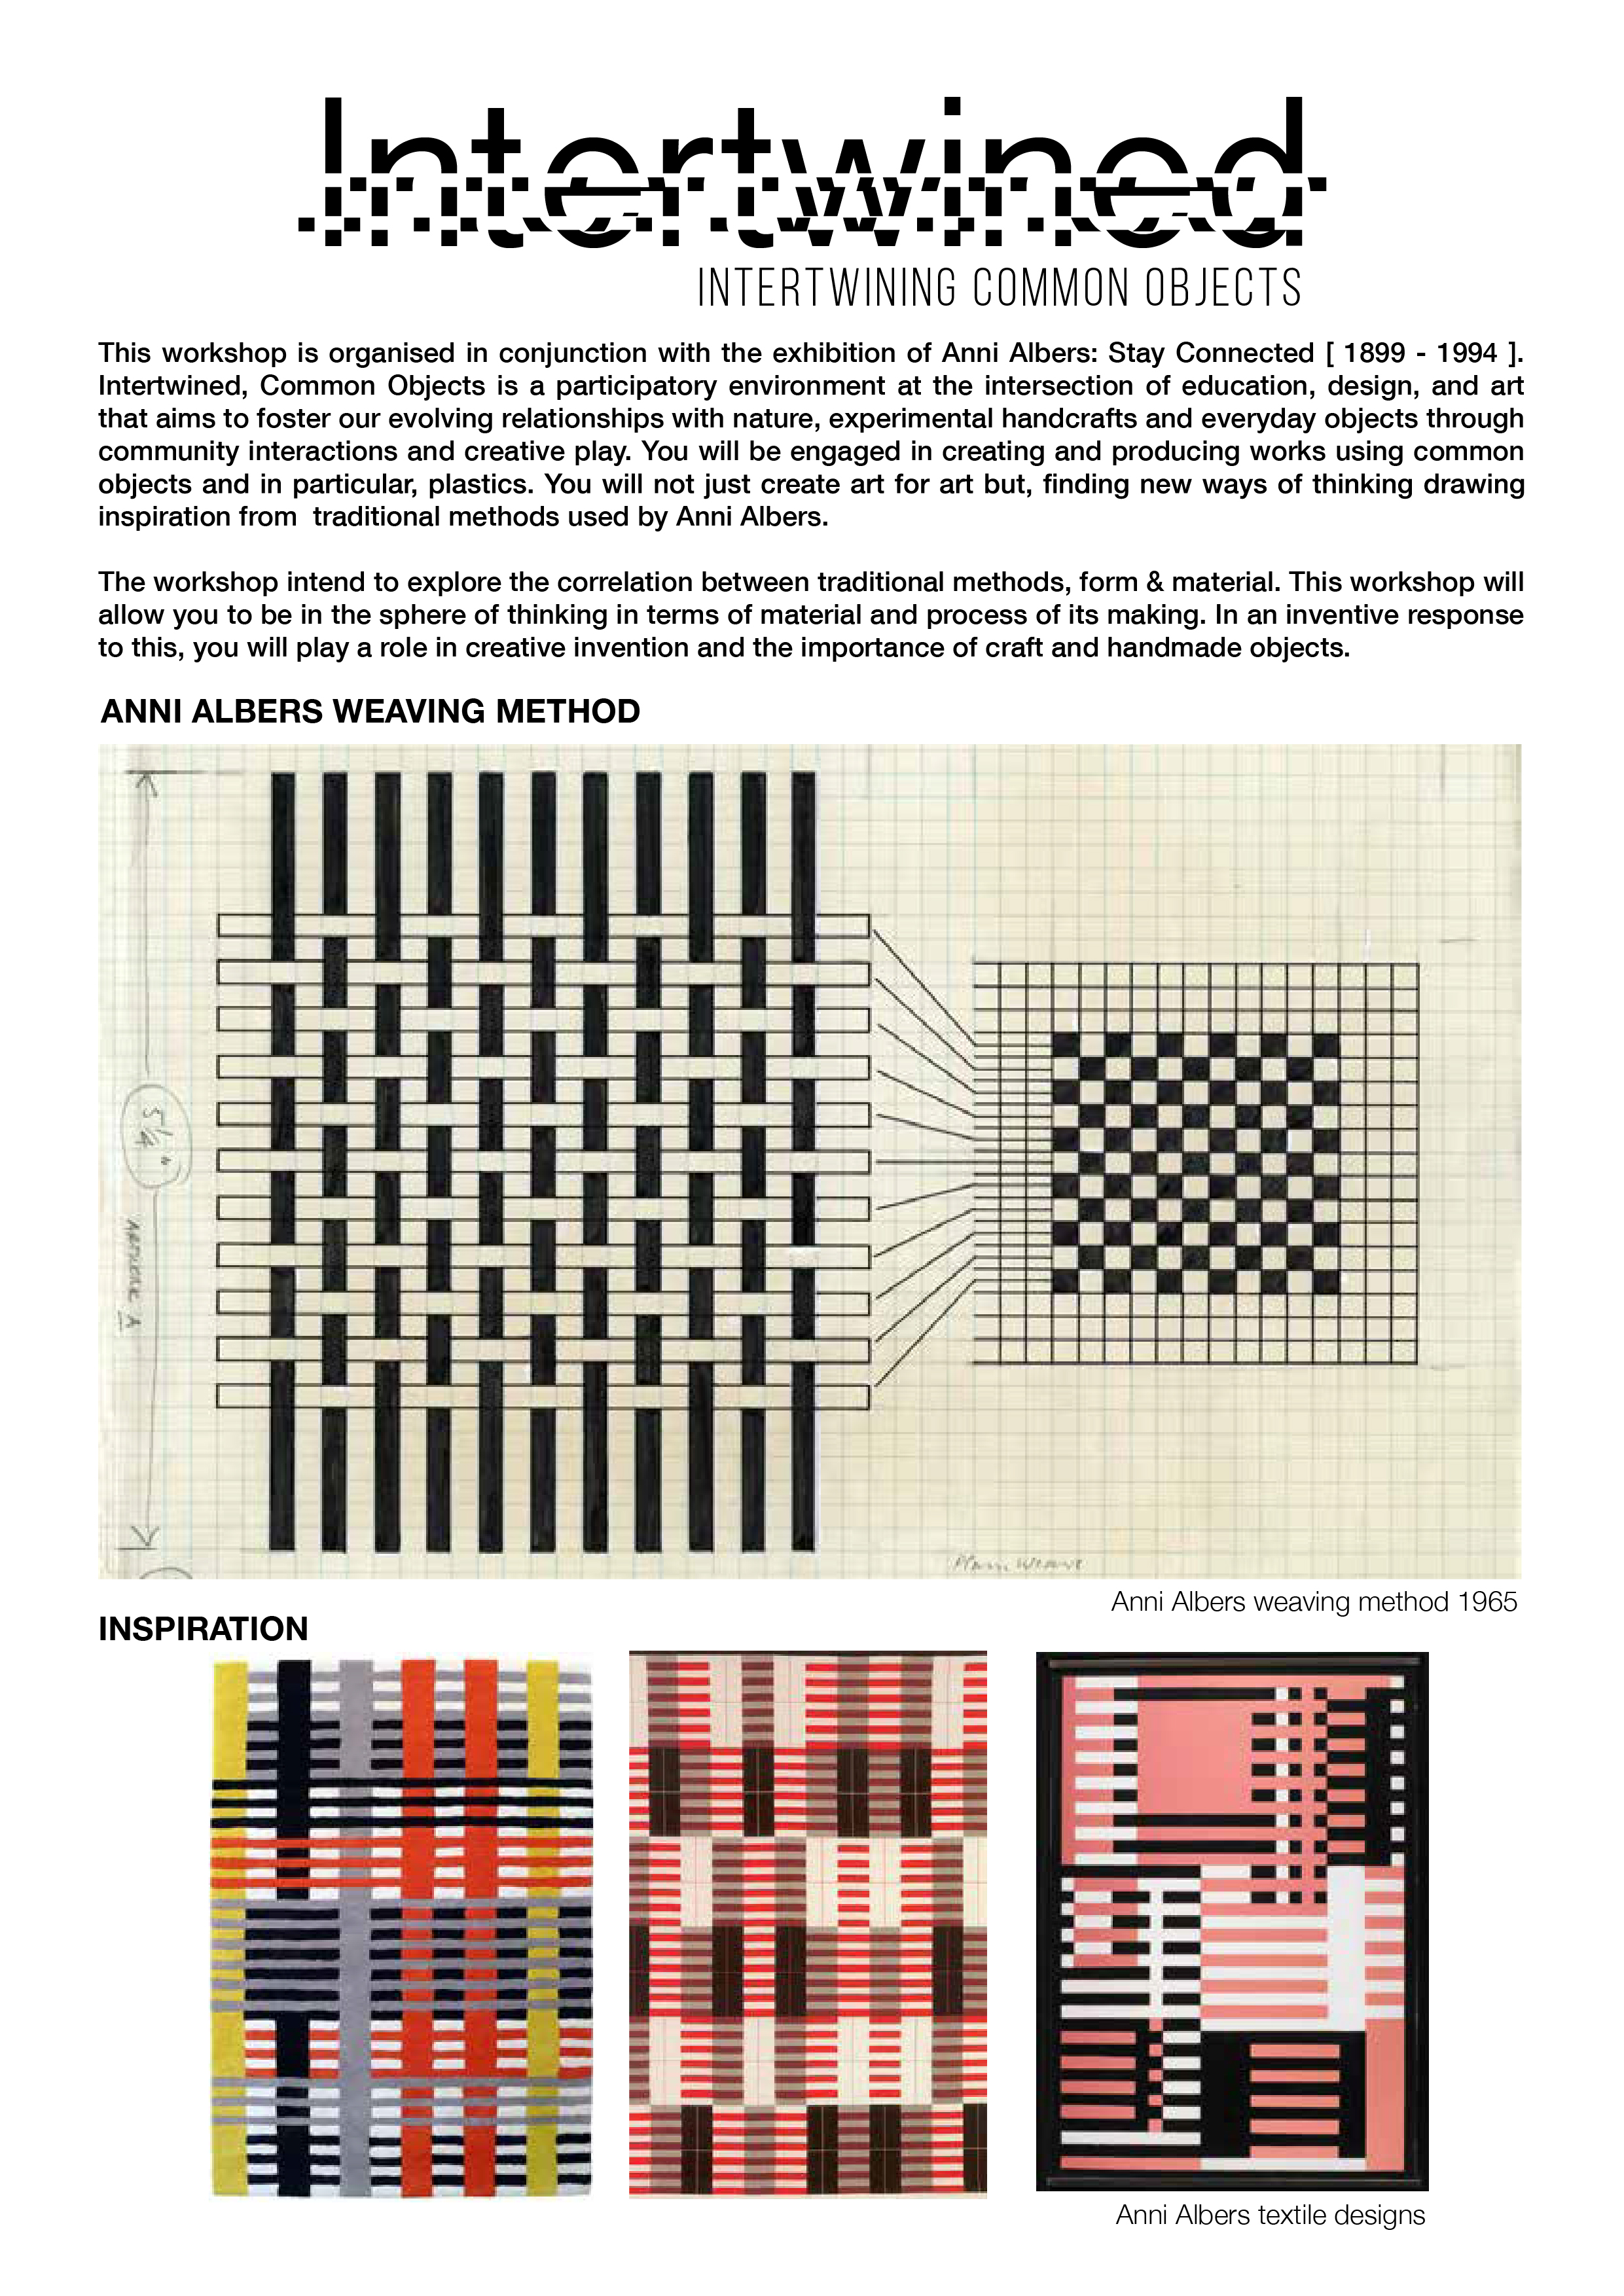 Intertwined
INTERTWINING COMMON OBJECTS
This workshop is organised in conjunction with the exhibition of Anni Albers: Stay Connected [ 1899 - 1994 ].
Intertwined, Common Objects is a participatory environment at the intersection of education, design, and art
that aims to foster our evolving relationships with nature, experimental handcrafts and everyday objects through
community interactions and creative play. You will be engaged in creating and producing works using common
objects and in particular, plastics. You will not just create art for art but, finding new ways of thinking drawing
inspiration from traditional methods used by Anni Albers.
The workshop intend to explore the correlation between traditional methods, form & material. This workshop will
allow you to be in the sphere of thinking in terms of material and process of its making. In an inventive response
to this, you will play a role in creative invention and the importance of craft and handmade objects.
ANNI ALBERS WEAVING METHOD
5 1/4"
Plain Weave
Anni Albers weaving method 1965
INSPIRATION
Anni Albers textile designs